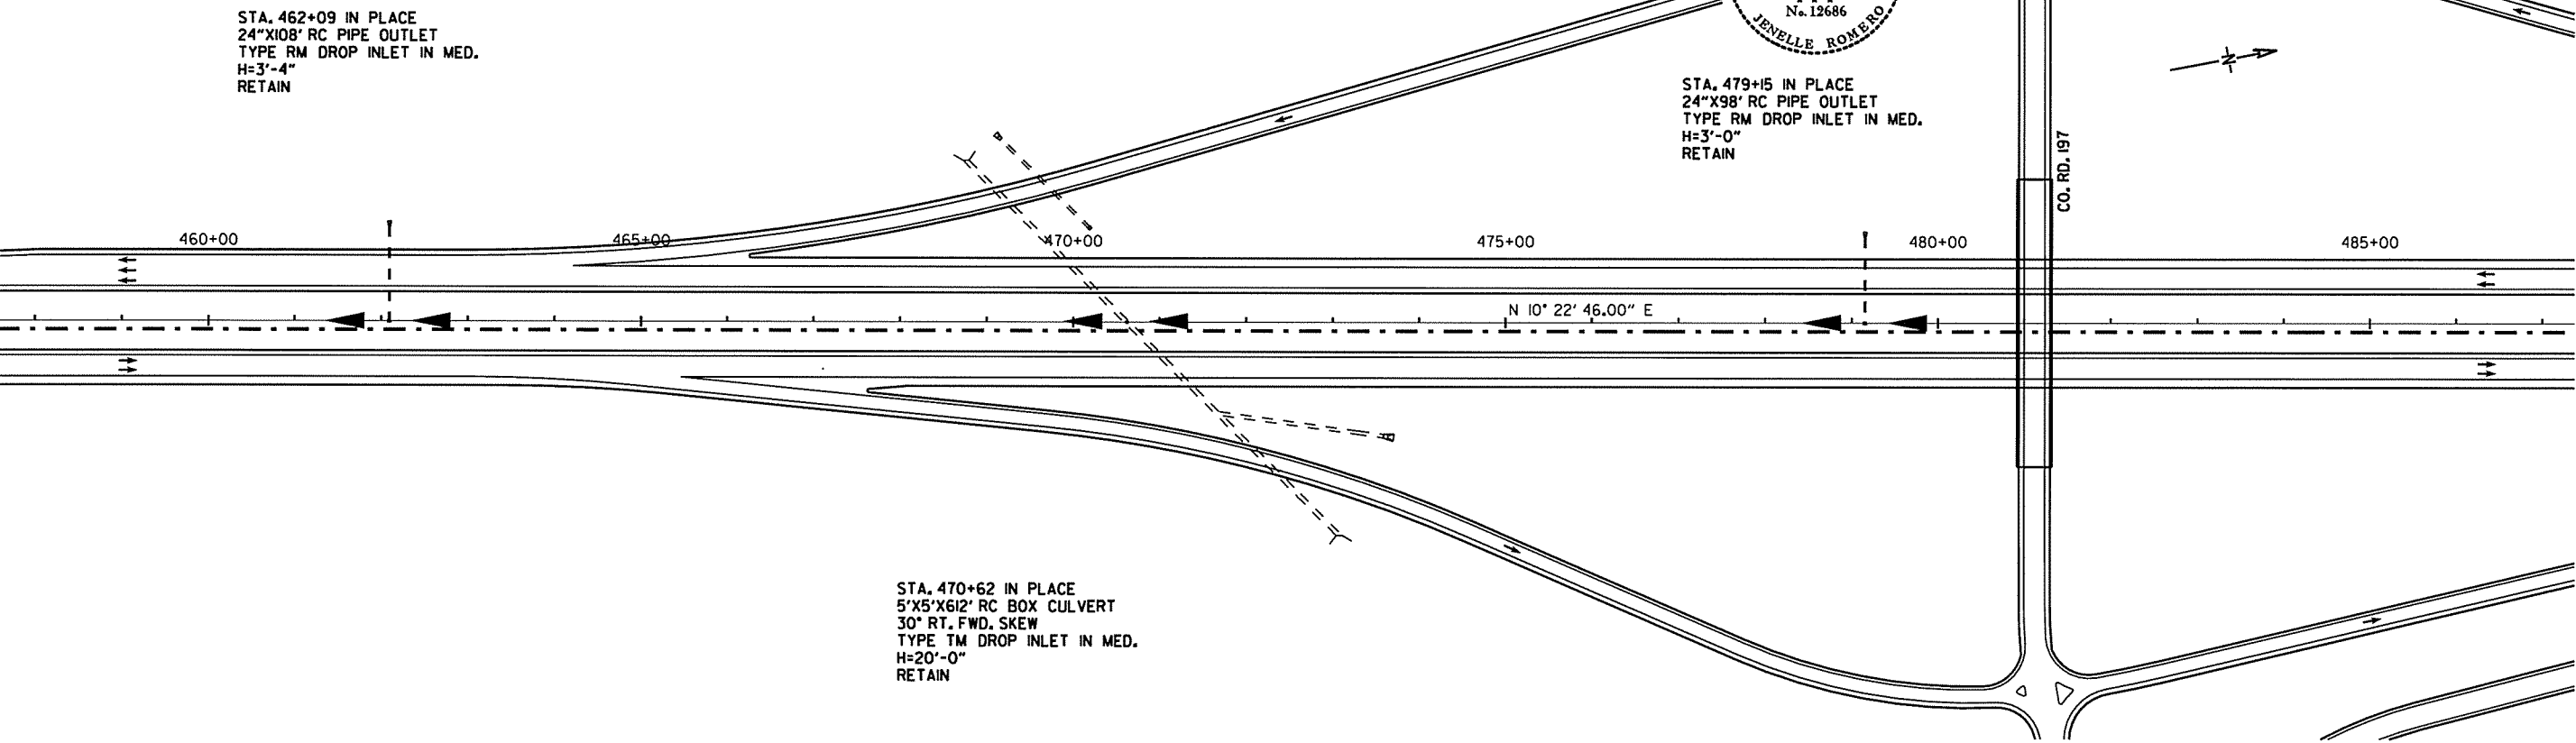 STA. 462+09 IN PLACE
24"X108' RC PIPE OUTLET
TYPE RM DROP INLET IN MED.
H=3'-4"
RETAIN
No. 12686
JENELLE ROMERO
N
STA. 479+15 IN PLACE
24"X98' RC PIPE OUTLET
TYPE RM DROP INLET IN MED.
H=3'-0"
RETAIN
CO. RD. 197
460+00
465+00
470+00
475+00
480+00
485+00
N 10° 22' 46.00" E
STA. 470+62 IN PLACE
5'X5'X612' RC BOX CULVERT
30° RT. FWD. SKEW
TYPE TM DROP INLET IN MED.
H=20'-0"
RETAIN